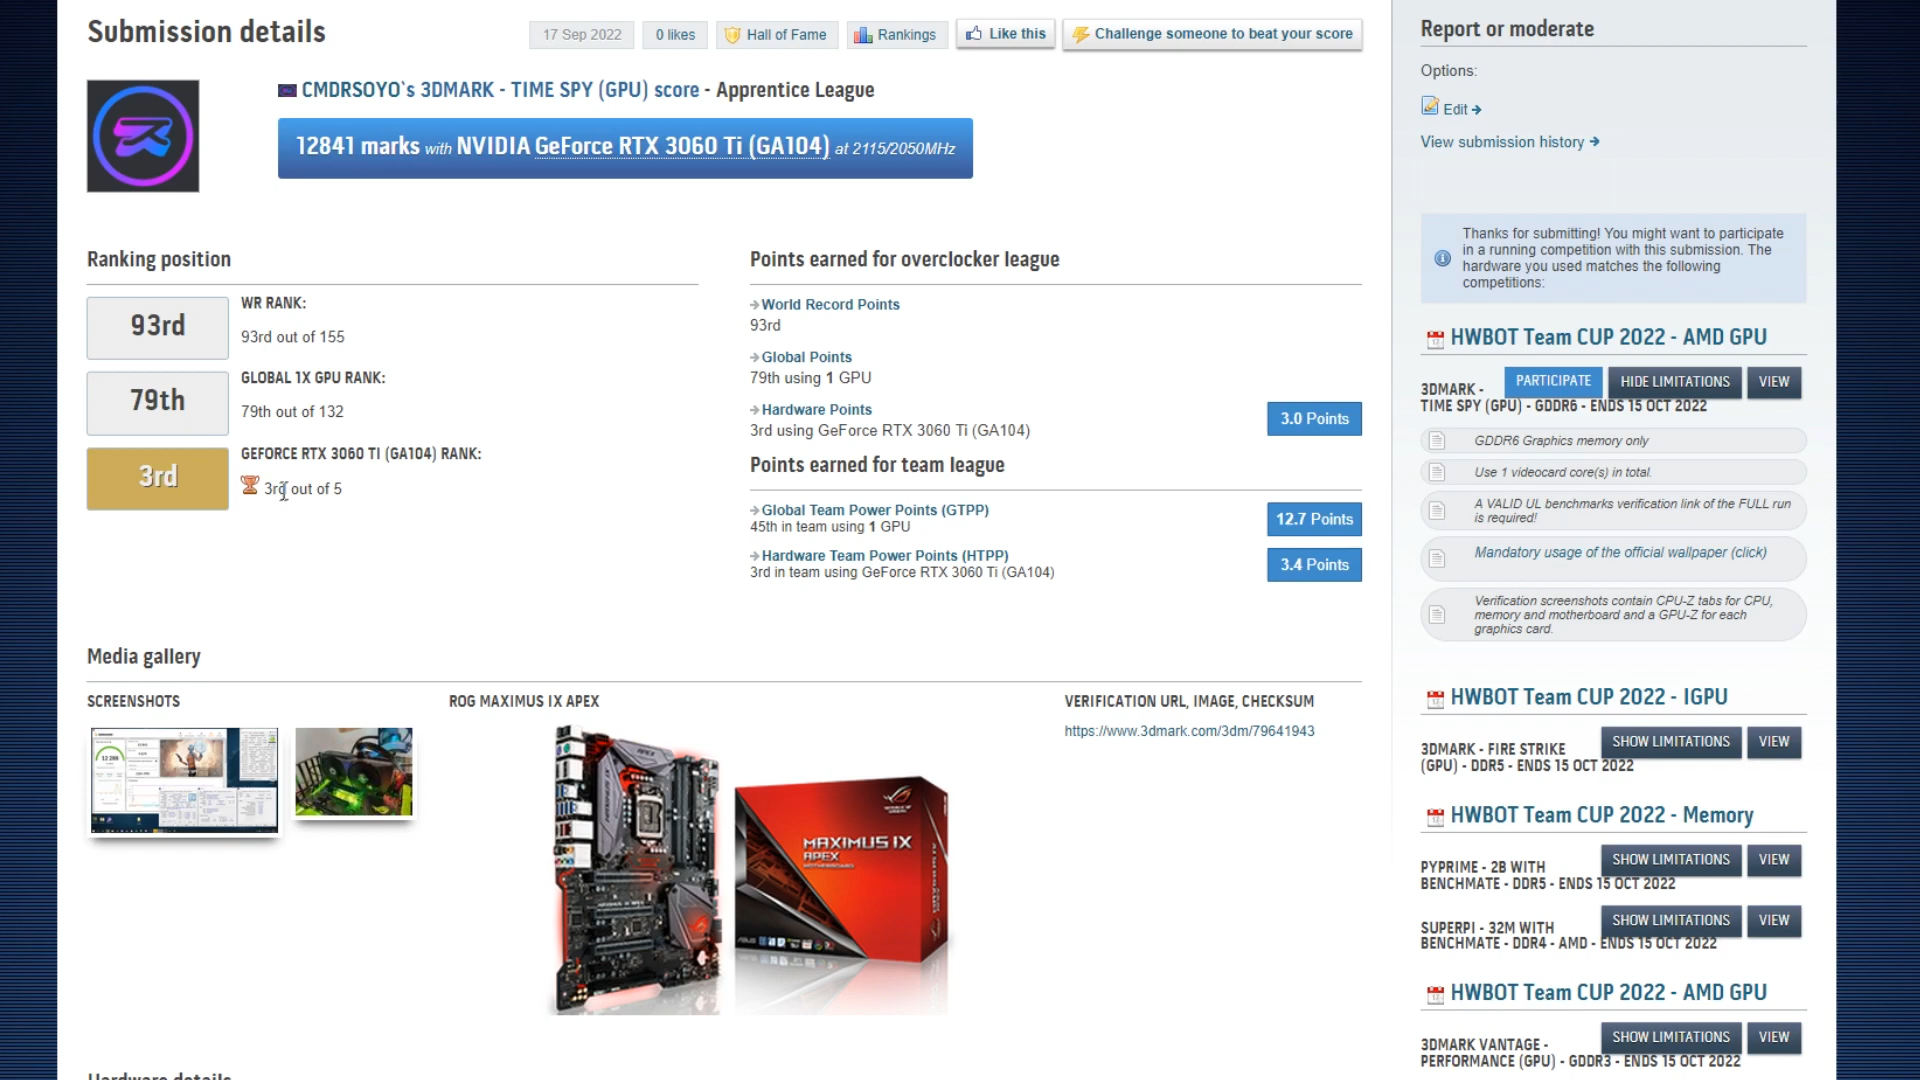 Submission details
17 Sep 2022
0 likes
Hall of Fame
Rankings
Like this
Challenge someone to beat your score
CMDRSOYO`s 3DMARK - TIME SPY (GPU) score - Apprentice League
12841 marks with NVIDIA GeForce RTX 3060 Ti (GA104) at 2115/2050MHz
Ranking position
93rd
WR RANK:
93rd out of 155
79th
GLOBAL 1X GPU RANK:
79th out of 132
3rd
GEFORCE RTX 3060 TI (GA104) RANK:
3rd out of 5
Points earned for overclocker league
World Record Points
93rd
Global Points
79th using 1 GPU
Hardware Points
3rd using GeForce RTX 3060 Ti (GA104)
3.0 Points
Points earned for team league
Global Team Power Points (GTPP)
45th in team using 1 GPU
12.7 Points
Hardware Team Power Points (HTPP)
3rd in team using GeForce RTX 3060 Ti (GA104)
3.4 Points
Media gallery
SCREENSHOTS
ROG MAXIMUS IX APEX
MAXIMUS IX
APEX
VERIFICATION URL, IMAGE, CHECKSUM
https://www.3dmark.com/3dm/79641943
Hardware details
Report or moderate
Options:
Edit
View submission history
Thanks for submitting! You might want to participate
in a running competition with this submission. The
hardware you used matches the following
competitions:
HWBOT Team CUP 2022 - AMD GPU
3DMARK -
TIME SPY (GPU) - GDDR6 - ENDS 15 OCT 2022
PARTICIPATE
HIDE LIMITATIONS
VIEW
GDDR6 Graphics memory only
Use 1 videocard core(s) in total.
A VALID UL benchmarks verification link of the FULL run
is required!
Mandatory usage of the official wallpaper (click)
Verification screenshots contain CPU-Z tabs for CPU,
memory and motherboard and a GPU-Z for each
graphics card.
HWBOT Team CUP 2022 - IGPU
3DMARK - FIRE STRIKE
(GPU) - DDR5 - ENDS 15 OCT 2022
SHOW LIMITATIONS
VIEW
HWBOT Team CUP 2022 - Memory
PYPRIME - 2B WITH
BENCHMATE - DDR5 - ENDS 15 OCT 2022
SHOW LIMITATIONS
VIEW
SUPERPI - 32M WITH
BENCHMATE - DDR4 - AMD - ENDS 15 OCT 2022
SHOW LIMITATIONS
VIEW
HWBOT Team CUP 2022 - AMD GPU
3DMARK VANTAGE -
PERFORMANCE (GPU) - GDDR3 - ENDS 15 OCT 2022
SHOW LIMITATIONS
VIEW